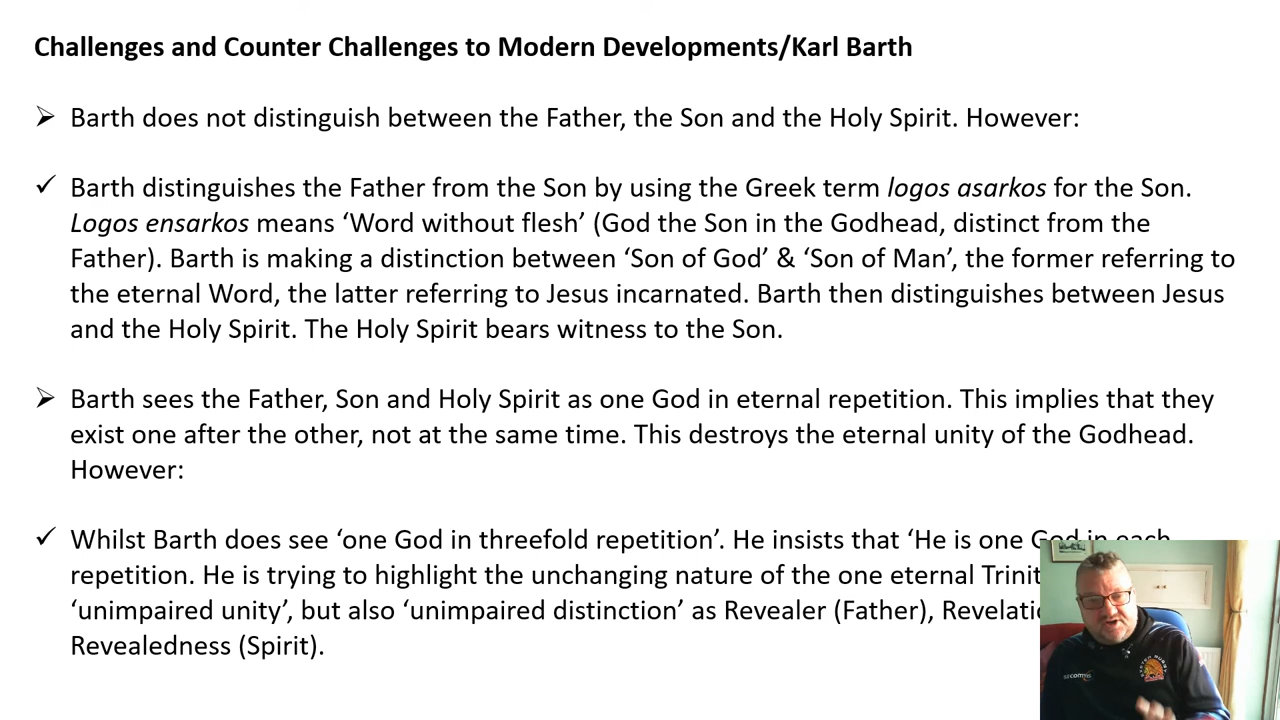 Challenges and Counter Challenges to Modern Developments/Karl Barth
➢ Barth does not distinguish between the Father, the Son and the Holy Spirit. However:
✓ Barth distinguishes the Father from the Son by using the Greek term logos asarkos for the Son.
Logos ensarkos means ‘Word without flesh’ (God the Son in the Godhead, distinct from the
Father). Barth is making a distinction between ‘Son of God’ & ‘Son of Man’, the former referring to
the eternal Word, the latter referring to Jesus incarnated. Barth then distinguishes between Jesus
and the Holy Spirit. The Holy Spirit bears witness to the Son.
➢ Barth sees the Father, Son and Holy Spirit as one God in eternal repetition. This implies that they
exist one after the other, not at the same time. This destroys the eternal unity of the Godhead.
However:
✓ Whilst Barth does see ‘one God in threefold repetition’. He insists that ‘He is one God in each
repetition. He is trying to highlight the unchanging nature of the one eternal Trinit
‘unimpaired unity’, but also ‘unimpaired distinction’ as Revealer (Father), Revelati
Revealedness (Spirit).